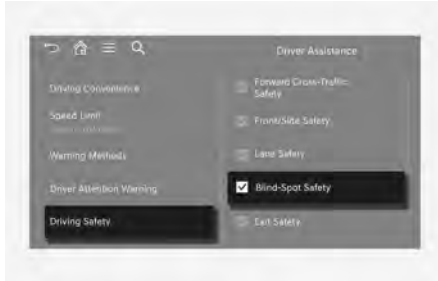 Driver Assistance
Driving Convenience
Speed Limit
Warning Methods
Driver Attention Warning
Driving Safety
Forward Cross-Traffic
Safety
Front/Side Safety
Lane Safety
Blind-Spot Safety
Exit Safety